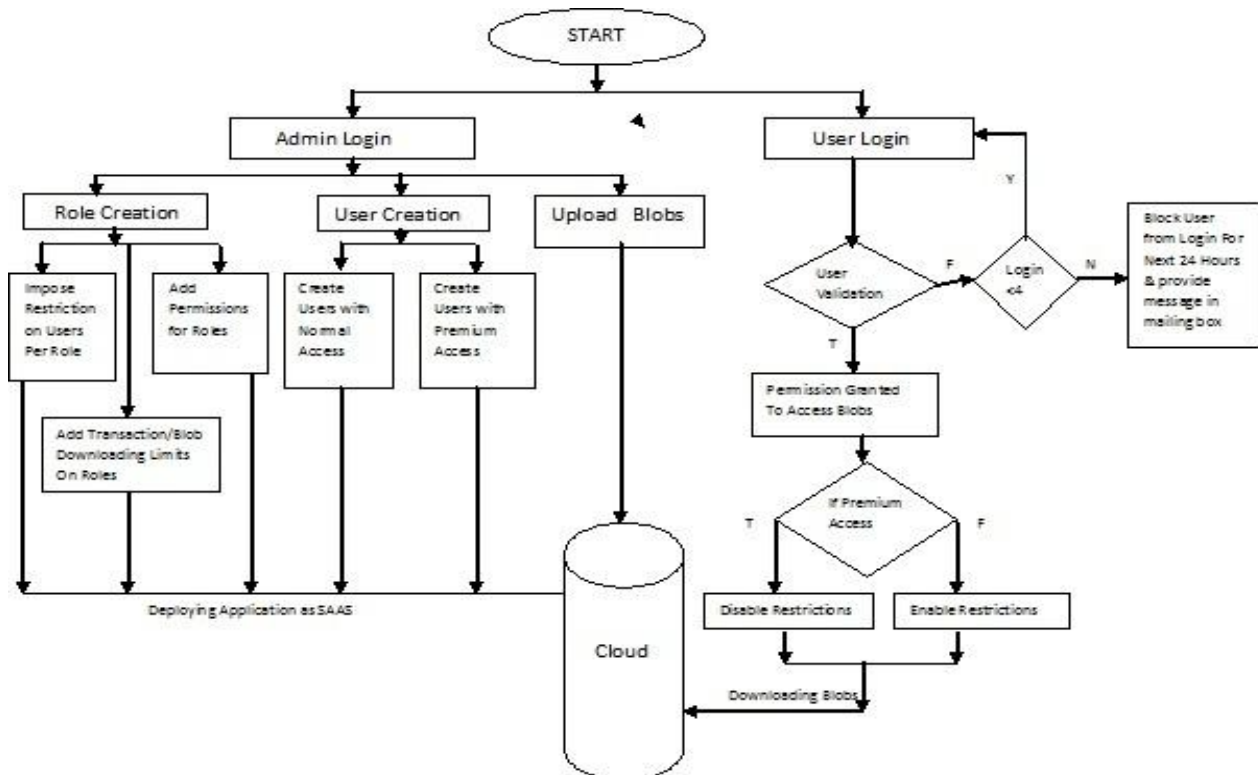 START
Admin Login
User Login
Y
Role Creation
User Creation
Upload Blobs
Block User
from Login For
Next 24 Hours
& provide
message in
mailing box
Impose
Restriction
on Users
Per Role
Add
Permissions
for Roles
Create
Users with
Normal
Access
Create
Users with
Premium
Access
User
Validation
F
Login
<4
N
T
Permission Granted
To Access Blobs
Add Transaction/Blob
Downloading Limits
On Roles
If Premium
Access
T
F
Deploying Application as SAAS
Disable Restrictions
Enable Restrictions
Cloud
Downloading Blobs